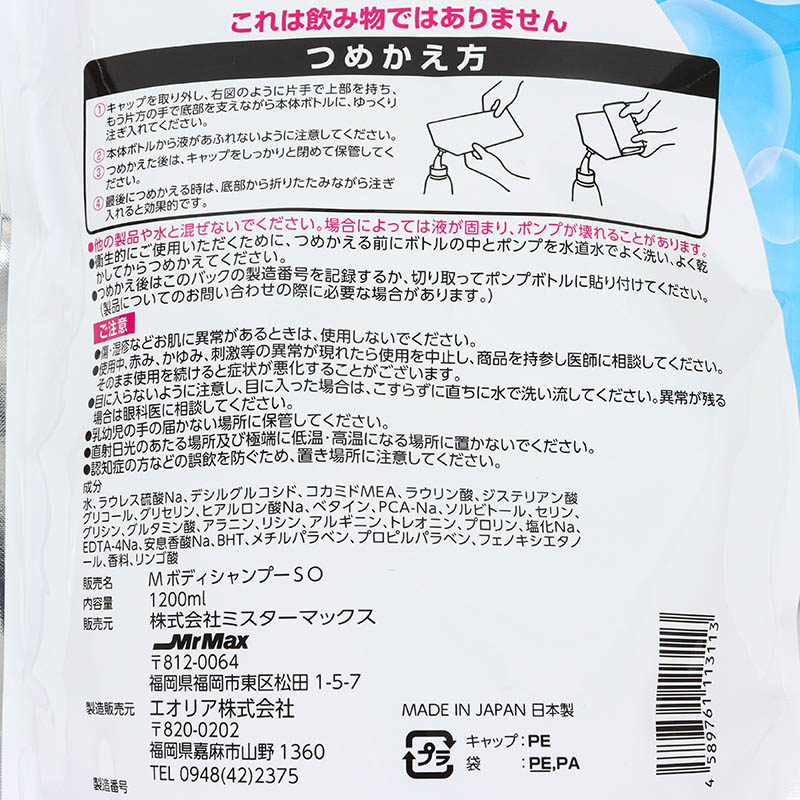 これは飲み物ではありません
つめかえ方
①キャップを取り外し、右図のように片手で上部を持ち、
もう片方の手で底部を支えながら本体ボトルに、ゆっくり
注ぎ入れてください。
②本体ボトルから液があふれないように注意してください。
③つめかえた後は、キャップをしっかりと閉めて保管してく
ださい。
④最後につめかえる時は、底部から折りたたみながら注ぎ
入れると効果的です。
●他の製品や水と混ぜないでください。場合によっては液が固まり、ポンプが壊れることがあります。
●衛生的にご使用いただくために、つめかえる前にボトルの中とポンプを水道水でよく洗い、よく乾
かしてからつめかえてください。
●つめかえ後はこのパックの製造番号を記録するか、切り取ってポンプボトルに貼り付けてください。
(製品についてのお問い合わせの際に必要な場合があります。)
ご注意
●傷・湿疹などお肌に異常があるときは、使用しないでください。
●使用中、赤み、かゆみ、刺激等の異常が現れたら使用を中止し、商品を持参し医師に相談してください。
そのまま使用を続けると症状が悪化することがございます。
●目に入らないように注意し、目に入った場合は、こすらずに直ちに水で洗い流してください。異常が残る
場合は眼科医に相談してください。
●乳幼児の手の届かない場所に保管してください。
●直射日光のあたる場所及び極端に低温・高温になる場所に置かないでください。
●認知症の方などの誤飲を防ぐため、置き場所に注意してください。
成分
水、ラウレス硫酸Na、デシルグルコシド、コカミドMEA、ラウリン酸、ジステアリン酸
グリコール、グリセリン、ヒアルロン酸Na、ベタイン、PCA-Na、ソルビトール、セリン、
グリシン、グルタミン酸、アラニン、リシン、アルギニン、トレオニン、プロリン、塩化Na、
EDTA-4Na、安息香酸Na、BHT、メチルパラベン、プロピルパラベン、フェノキシエタノ
ール、香料、リンゴ酸
販売名 MボディシャンプーSO
内容量 1200ml
販売元 株式会社ミスターマックス
MrMax
〒812-0064
福岡県福岡市東区松田 1-5-7
製造販売元 エオリア株式会社
〒820-0202
福岡県嘉麻市山野 1360
TEL 0948(42)2375
製造番号
MADE IN JAPAN 日本製
プラ
キャップ:PE
袋 :PE,PA
4 589761 113113